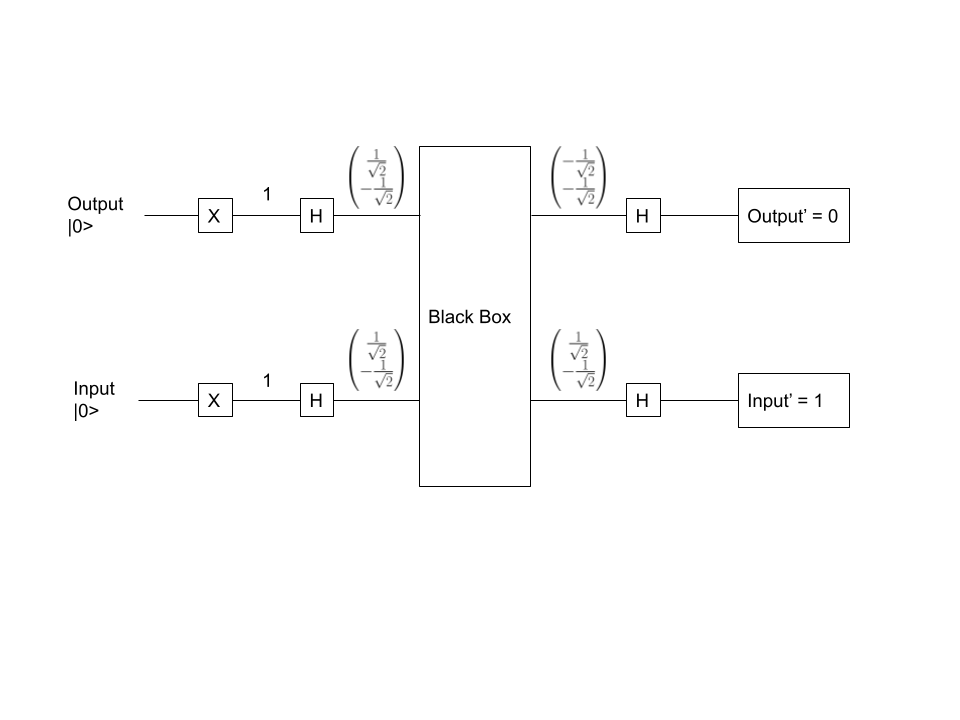 Output
|0>
X
1
H
(1/√2
-1/√2)
(-1/√2
-1/√2)
H
Output’ = 0
Black Box
Input
|0>
X
1
H
(1/√2
-1/√2)
(1/√2
-1/√2)
H
Input’ = 1